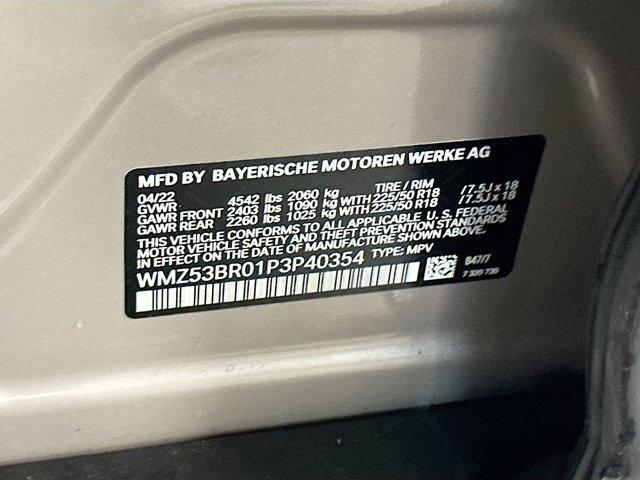 MFD BY BAYERISCHE MOTOREN WERKE AG
04/22 TIRE / RIM
GVWR 4542 lbs 2060 kg
GAWR FRONT 2403 lbs 1090 kg WITH 225/50 R18 /7.5J x 18
GAWR REAR 2260 lbs 1025 kg WITH 225/50 R18 /7.5J x 18
THIS VEHICLE CONFORMS TO ALL APPLICABLE U. S. FEDERAL
MOTOR VEHICLE SAFETY AND THEFT PREVENTION STANDARDS
IN EFFECT ON THE DATE OF MANUFACTURE SHOWN ABOVE.
WMZ53BR01P3P40354 TYPE: MPV
B47/7
7 320 730